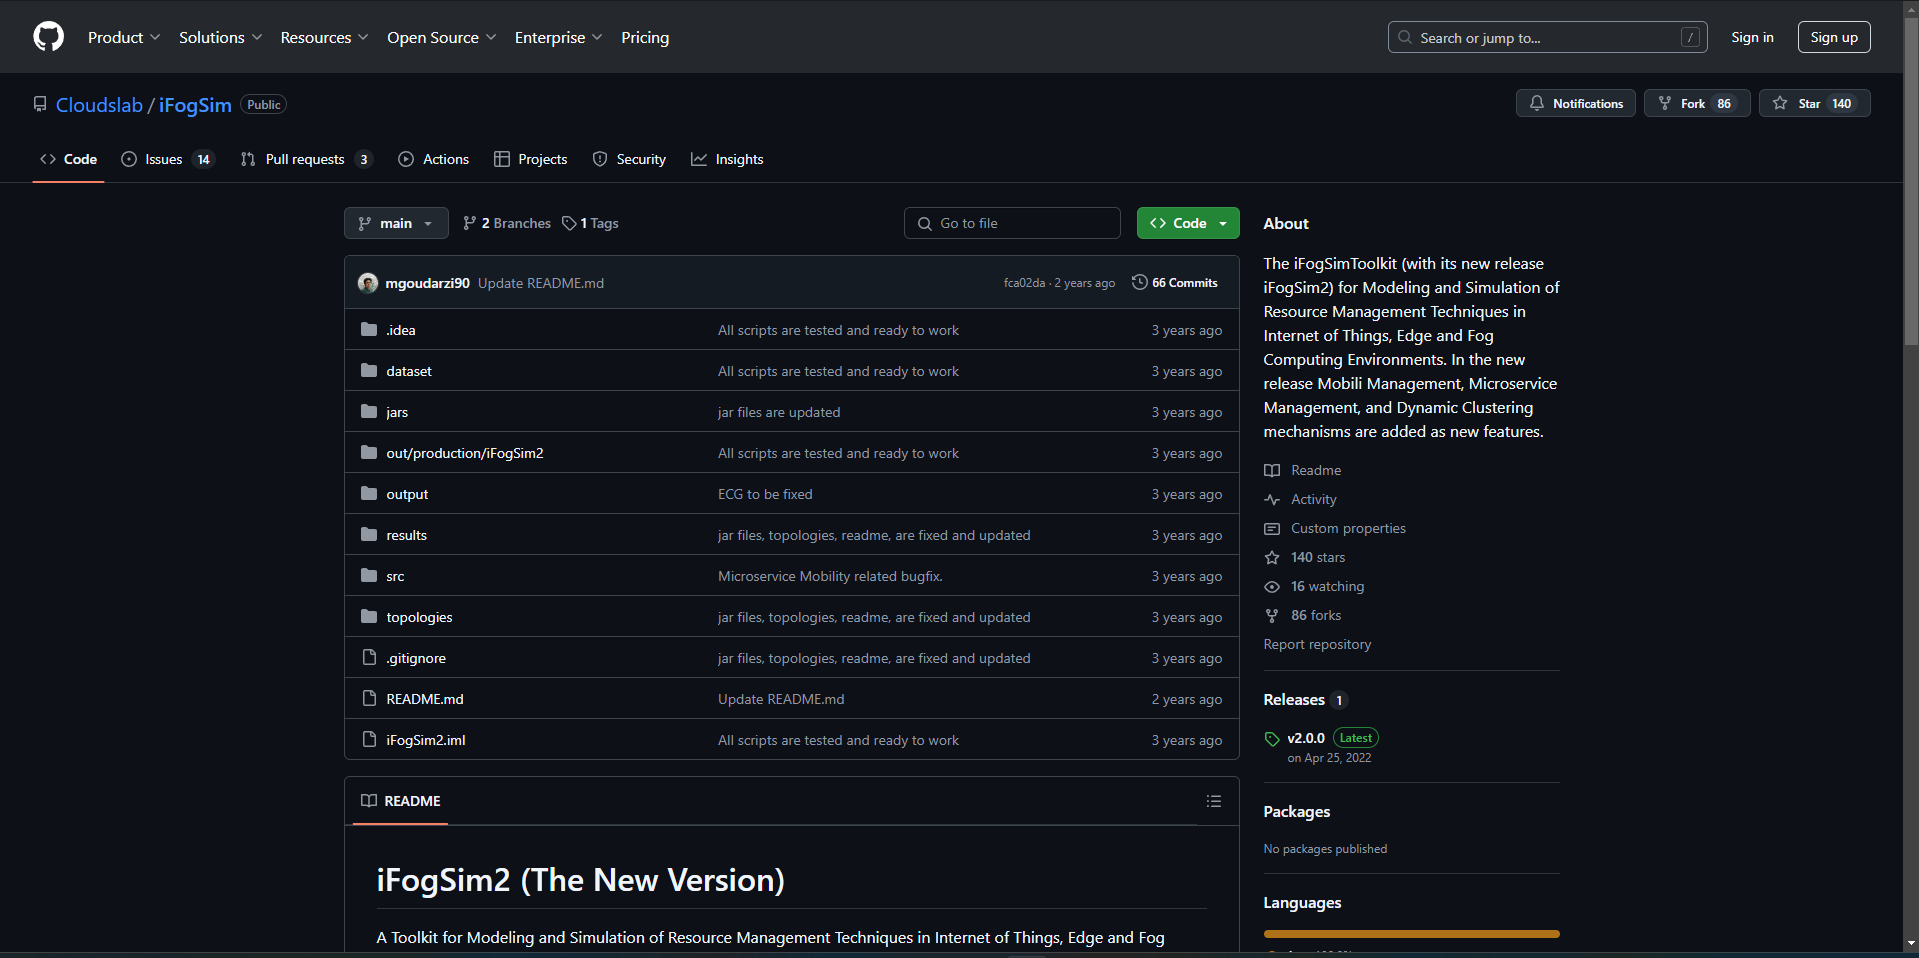 Product Solutions Resources Open Source Enterprise Pricing Search or jump to... / Sign in Sign up
Cloudslab / iFogSim Public Notifications Fork 86 Star 140
Code Issues 14 Pull requests 3 Actions Projects Security Insights
main 2 Branches 1 Tags Go to file Code
mgoudarzi90 Update README.md fca02da · 2 years ago 66 Commits
.idea All scripts are tested and ready to work 3 years ago
dataset All scripts are tested and ready to work 3 years ago
jars jar files are updated 3 years ago
out/production/iFogSim2 All scripts are tested and ready to work 3 years ago
output ECG to be fixed 3 years ago
results jar files, topologies, readme, are fixed and updated 3 years ago
src Microservice Mobility related bugfix. 3 years ago
topologies jar files, topologies, readme, are fixed and updated 3 years ago
.gitignore jar files, topologies, readme, are fixed and updated 3 years ago
README.md Update README.md 2 years ago
iFogSim2.iml All scripts are tested and ready to work 3 years ago
README
iFogSim2 (The New Version)
A Toolkit for Modeling and Simulation of Resource Management Techniques in Internet of Things, Edge and Fog
About
The iFogSimToolkit (with its new release
iFogSim2) for Modeling and Simulation of
Resource Management Techniques in
Internet of Things, Edge and Fog
Computing Environments. In the new
release Mobili Management, Microservice
Management, and Dynamic Clustering
mechanisms are added as new features.
Readme
Activity
Custom properties
140 stars
16 watching
86 forks
Report repository
Releases 1
v2.0.0 Latest
on Apr 25, 2022
Packages
No packages published
Languages